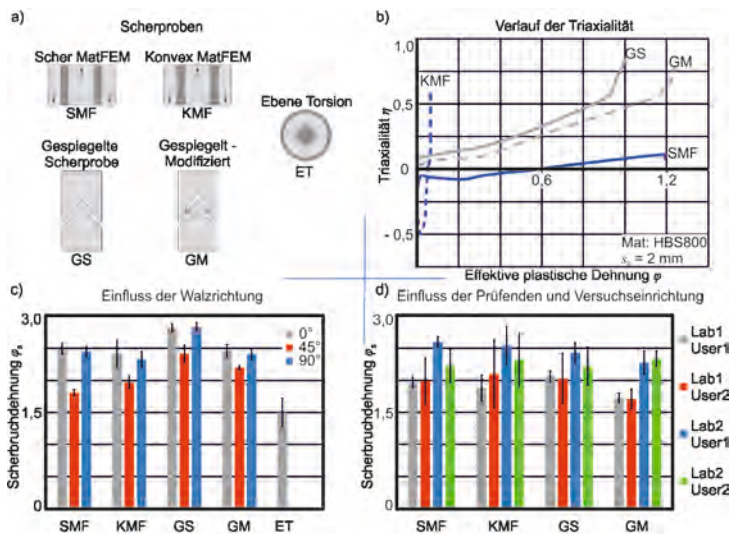 a)
Scherproben
Scher MatFEM
Konvex MatFEM
SMF
KMF
Ebene Torsion
ET
Gespiegelte
Scherprobe
Gespiegelt -
Modifiziert
GS
GM
b)
Verlauf der Triaxialität
1,0
0,5
0
- 0,5
Triaxialität η
KMF
GS
GM
SMF
0,6
1,2
Mat: HBS800
= 2 mm
Effektive plastische Dehnung φ
c)
Einfluss der Walzrichtung
3,0
1,5
0
Scherbruchdehnung φs
0°
45°
90°
SMF KMF GS GM ET
d)
Einfluss der Prüfenden und Versuchseinrichtung
3,0
1,5
0
Scherbruchdehnung φs
SMF KMF GS GM
Lab1
User1
Lab1
User2
Lab2
User1
Lab2
User2